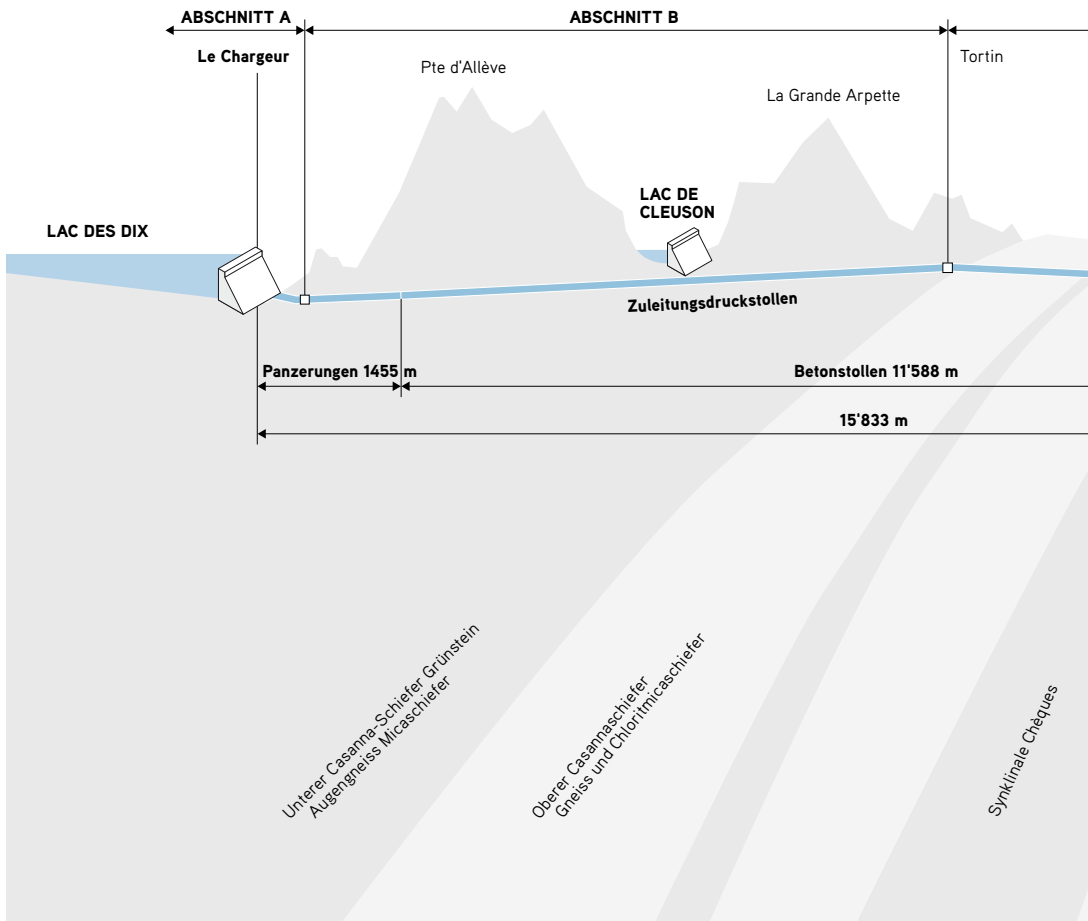 ABSCHNITT A
ABSCHNITT B
Le Chargeur
Pte d'Allève
Tortin
La Grande Arpette
LAC DES DIX
LAC DE
CLEUSON
Zuleitungsdruckstollen
Panzerungen 1455 m
Betonstollen 11'588 m
15'833 m
Unterer Casanna-Schiefer Grünstein
Augengneiss Micaschiefer
Oberer Casannaschiefer
Gneiss und Chloritmicaschiefer
Synklinale Chèques